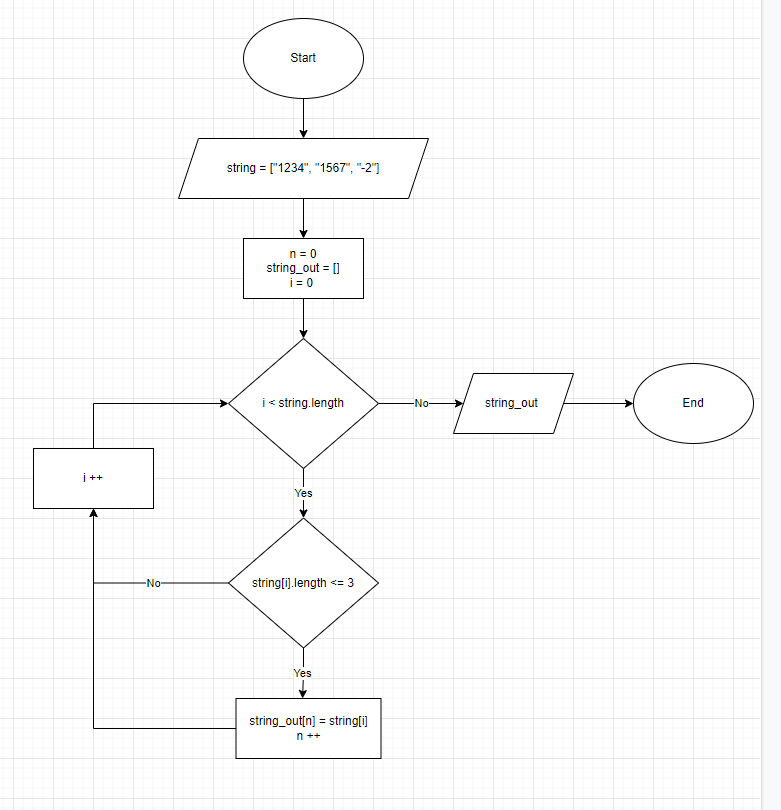 Start
string = ["1234", "1567", "-2"]
n = 0
string_out = []
i = 0
i < string.length
No
string_out
End
i ++
Yes
string[i].length <= 3
No
Yes
string_out[n] = string[i]
n ++